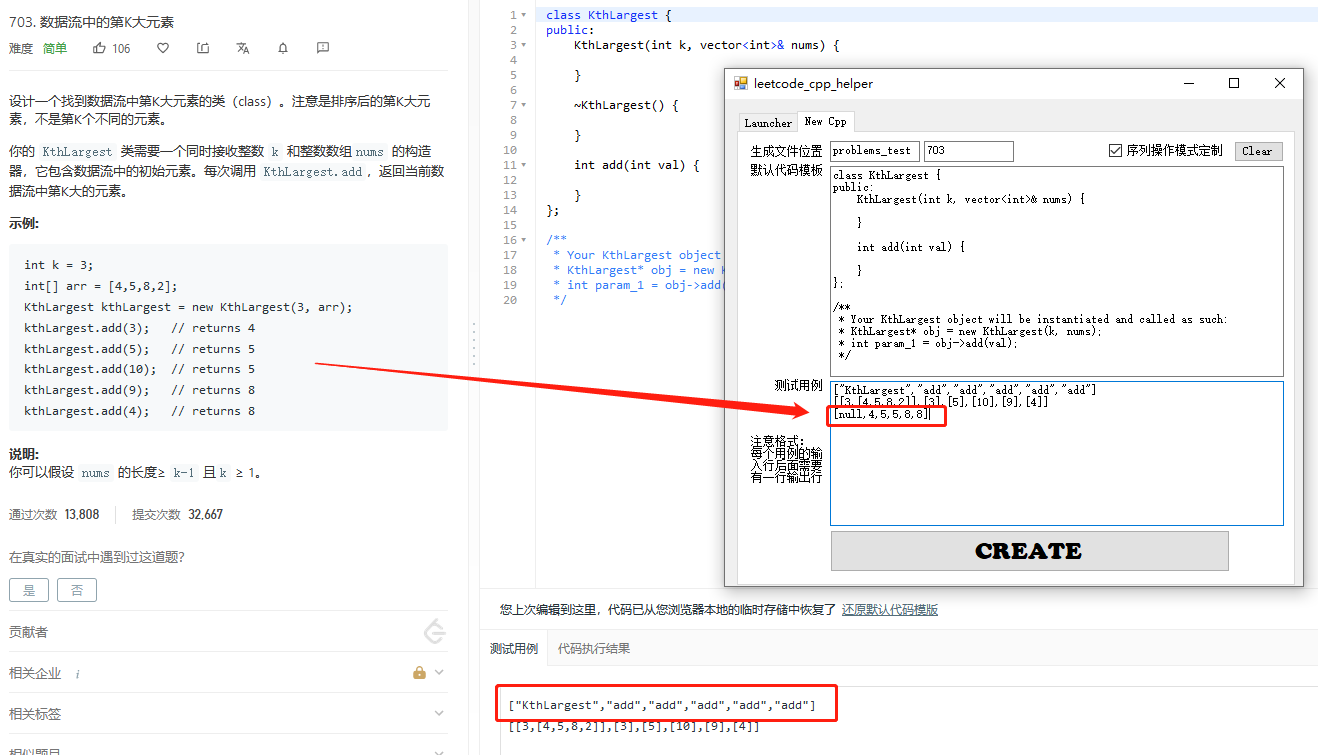 703. 数据流中的第K大元素
难度 简单 106
设计一个找到数据流中第K大元素的类（class）。注意是排序后的第K大元
素，不是第K个不同的元素。
你的 KthLargest 类需要一个同时接收整数 k 和整数数组nums 的构造
器，它包含数据流中的初始元素。每次调用 KthLargest.add，返回当前数
据流中第K大的元素。
示例:
int k = 3;
int[] arr = [4,5,8,2];
KthLargest kthLargest = new KthLargest(3, arr);
kthLargest.add(3);   // returns 4
kthLargest.add(5);   // returns 5
kthLargest.add(10);  // returns 5
kthLargest.add(9);   // returns 8
kthLargest.add(4);   // returns 8
说明:
你可以假设 nums 的长度≥ k-1 且k ≥ 1。
通过次数 13,808 提交次数 32,667
在真实的面试中遇到过这道题?
是 否
贡献者
相关企业 i
相关标签
相似题目
1 class KthLargest {
2 public:
3     KthLargest(int k, vector<int>& nums) {
4
5     }
6
7     ~KthLargest() {
8
9     }
10
11     int add(int val) {
12
13     }
14 };
15
16 /**
17  * Your KthLargest object
18  * KthLargest* obj = new K
19  * int param_1 = obj->add(
20  */
leetcode_cpp_helper
Launcher New Cpp
生成文件位置 problems_test 703 序列操作模式定制 Clear
默认代码模板
class KthLargest {
public:
    KthLargest(int k, vector<int>& nums) {

    }

    int add(int val) {

    }
};

/**
 * Your KthLargest object will be instantiated and called as such:
 * KthLargest* obj = new KthLargest(k, nums);
 * int param_1 = obj->add(val);
 */
测试用例
["KthLargest","add","add","add","add","add"]
[[3,[4,5,8,2]],[3],[5],[10],[9],[4]]
[null,4,5,5,8,8]
注意格式:
每个用例的输
入行后面需要
有一行输出行
CREATE
您上次编辑到这里，代码已从您浏览器本地的临时存储中恢复了 还原默认代码模版
测试用例 代码执行结果
["KthLargest","add","add","add","add","add"]
[[3,[4,5,8,2]],[3],[5],[10],[9],[4]]